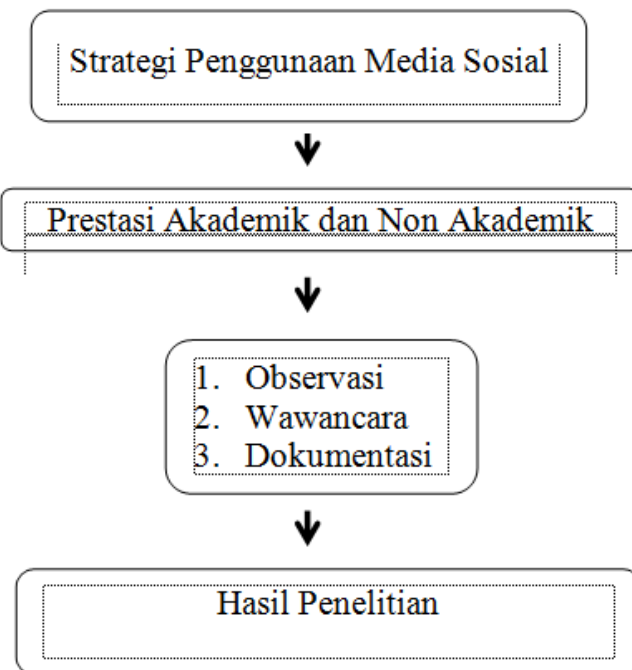 Strategi Penggunaan Media Sosial
Prestasi Akademik dan Non Akademik
1. Observasi
2. Wawancara
3. Dokumentasi
Hasil Penelitian